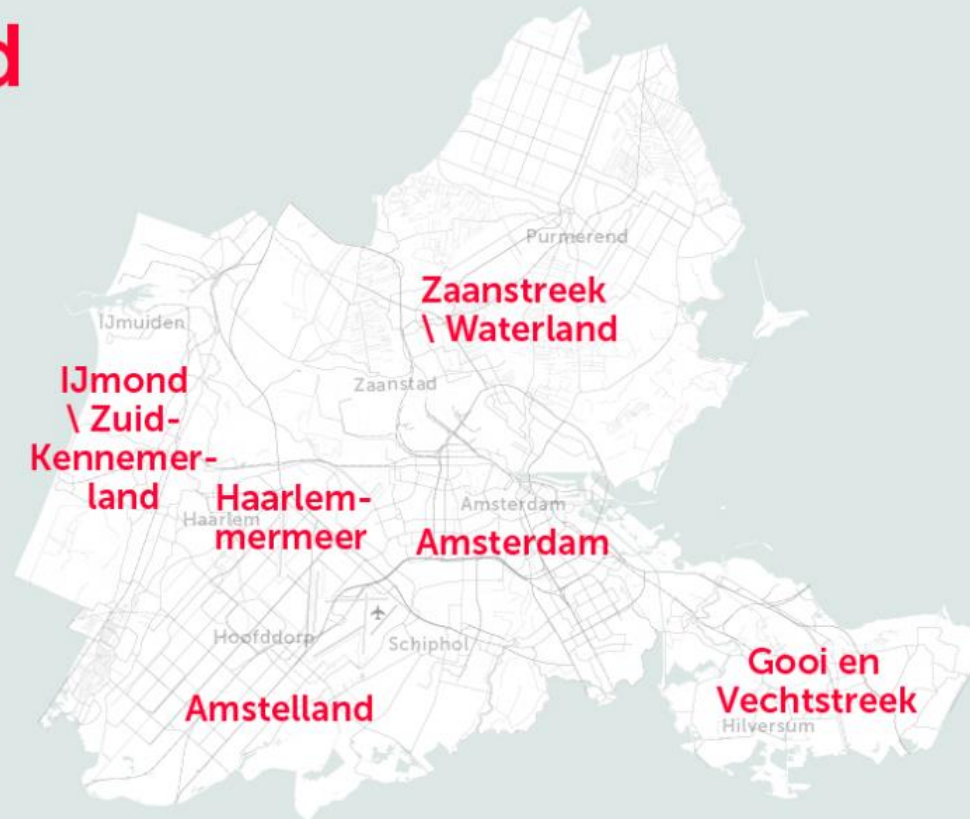 d
Purmerend
Zaanstreek
\ Waterland
IJmuiden
Zaanstad
IJmond
\ Zuid-
Kennemer-
land
Haarlem-
mermeer
Haarlem
Amsterdam
Amsterdam
Hoofddorp
Schiphol
Gooi en
Vechtstreek
Hilversum
Amstelland